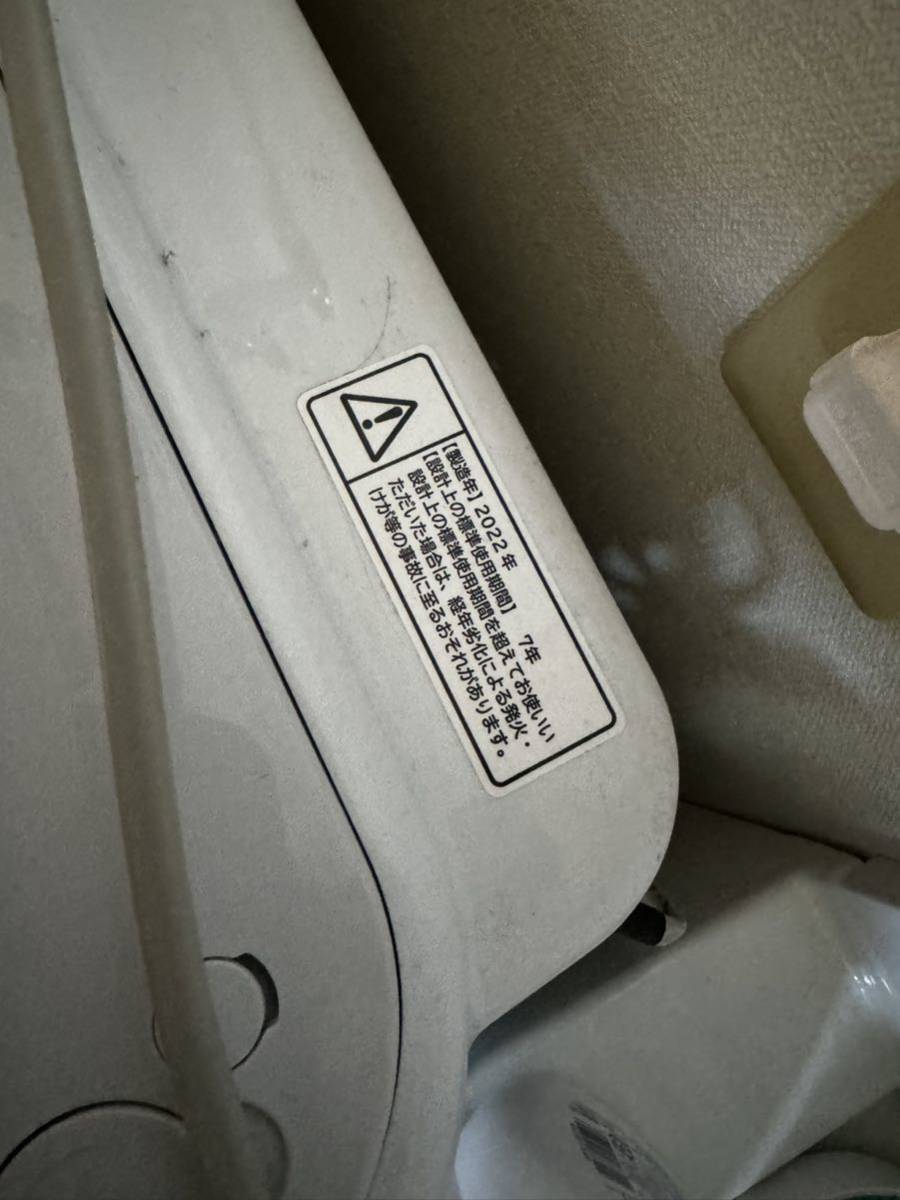 【製造年】2022年
【設計上の標準使用期間】 7年
設計上の標準使用期間を超えてお使いい
ただいた場合は、経年劣化による発火・
けが等の事故に至るおそれがあります。